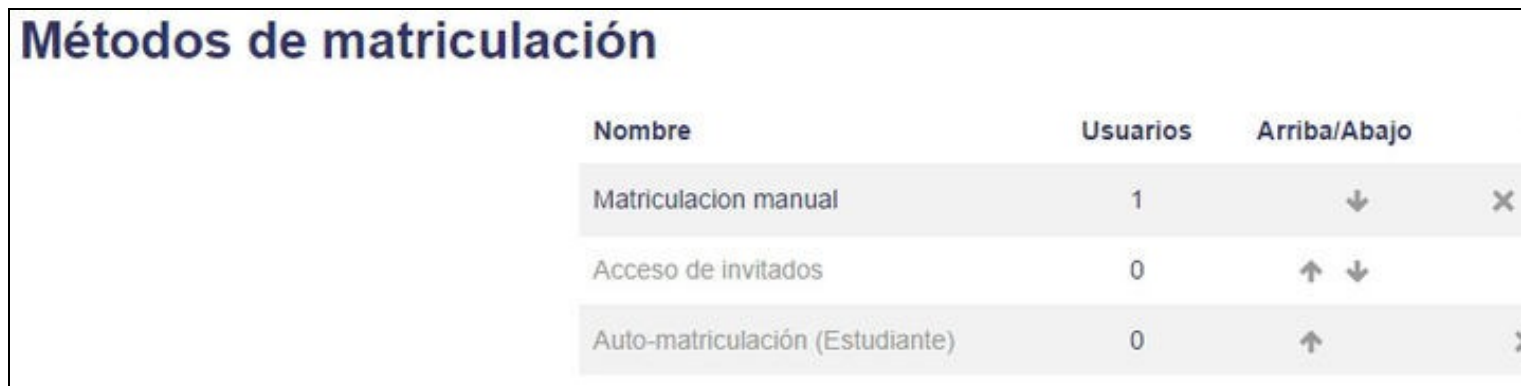 Métodos de matriculación
Nombre Usuarios Arriba/Abajo
Matriculacion manual 1
Acceso de invitados 0
Auto-matriculación (Estudiante) 0